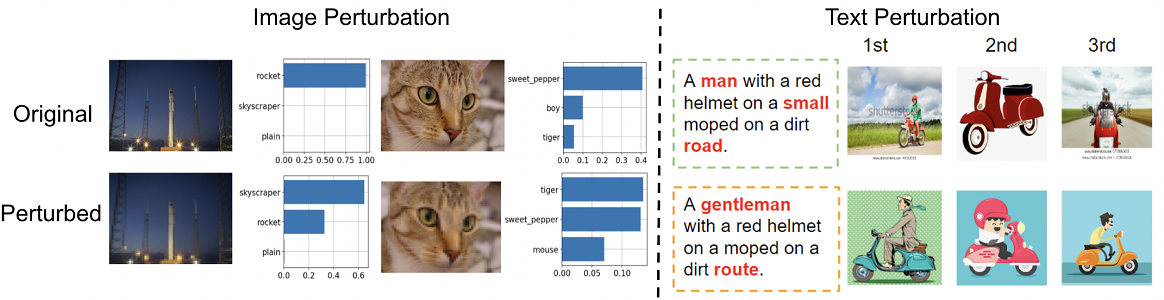 Image Perturbation
Text Perturbation
1st
2nd
3rd
Original
rocket
skyscraper
plain
0.00 0.25 0.50 0.75 1.00
sweet_pepper
boy
tiger
0.0 0.1 0.2 0.3 0.4
A man with a red
helmet on a small
moped on a dirt
road.
shutterstock
Perturbed
skyscraper
rocket
plain
0.0 0.2 0.4 0.6
tiger
sweet_pepper
mouse
0.00 0.05 0.10
A gentleman
with a red helmet
on a moped on a
dirt route.